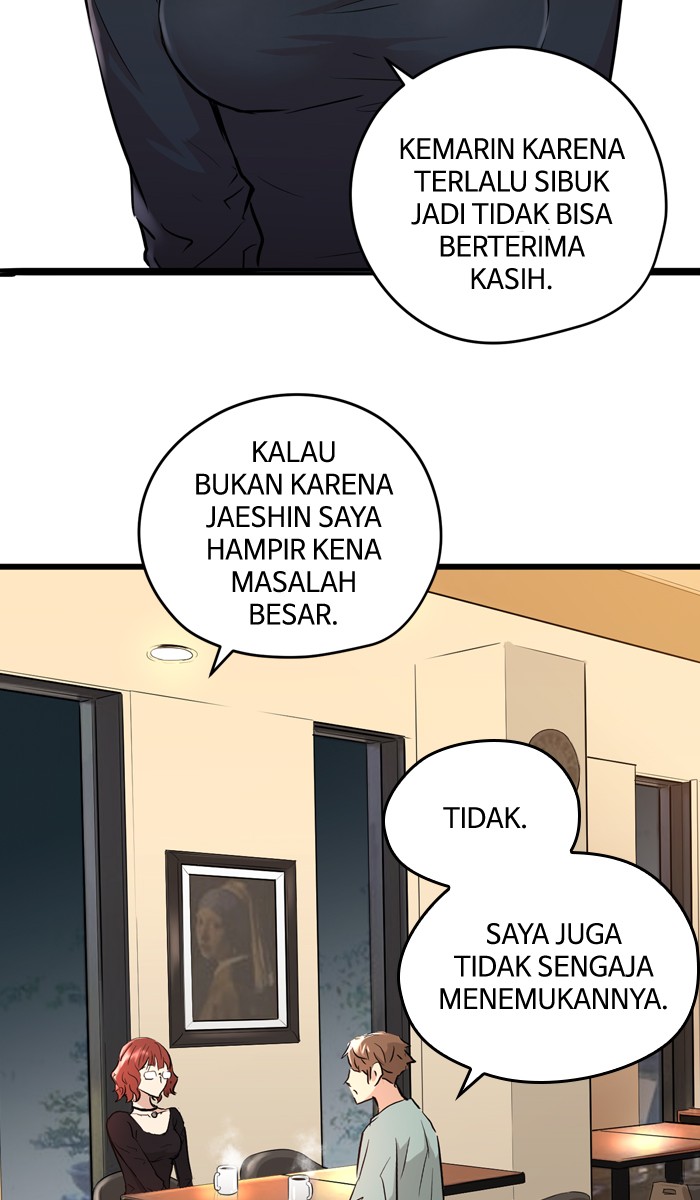 KEMARIN KARENA
TERLALU SIBUK
JADI TIDAK BISA
BERTERIMA
KASIH.
KALAU
BUKAN KARENA
JAESHIN SAYA
HAMPIR KENA
MASALAH
BESAR.
TIDAK.
SAYA JUGA
TIDAK SENGAJA
MENEMUKANNYA.